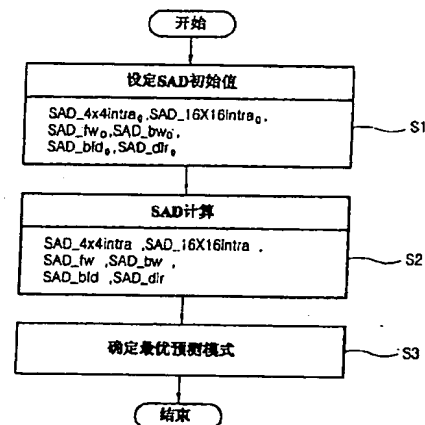 开始
设定SAD初始值
SAD_4x4intra₀,SAD_16X16intra₀,
SAD_fw₀,SAD_bw₀,
SAD_bid₀,SAD_dir₀
S1
SAD计算
SAD_4x4intra ,SAD_16X16intra ,
SAD_fw ,SAD_bw ,
SAD_bid ,SAD_dir
S2
确定最优预测模式
S3
结束